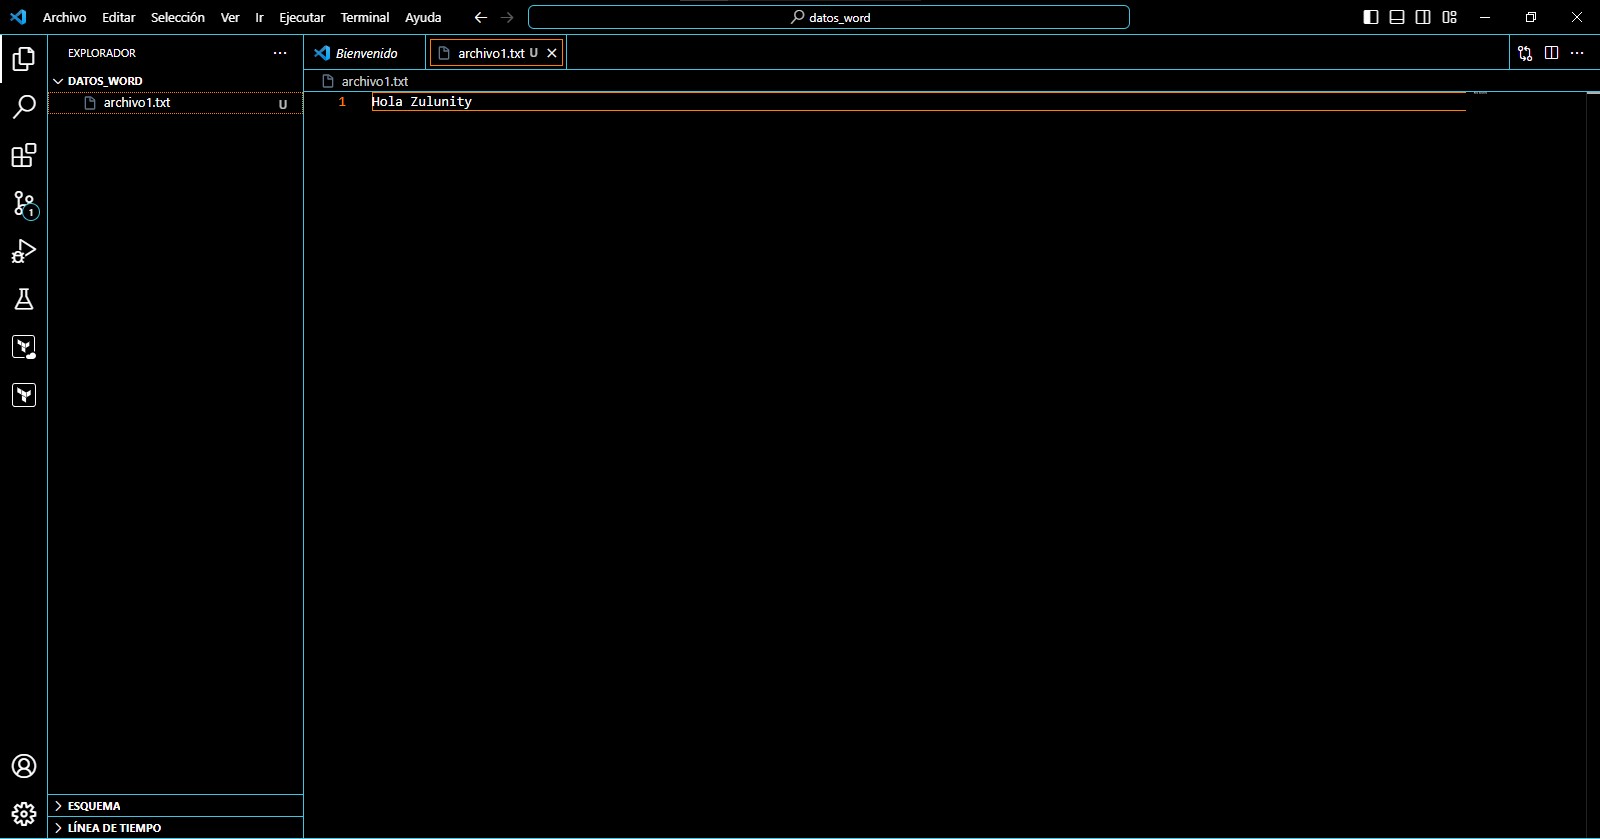 Archivo Editar Selección Ver Ir Ejecutar Terminal Ayuda datos_word
EXPLORADOR
DATOS_WORD
archivo1.txt U
Bienvenido archivo1.txt U
archivo1.txt
1 Hola Zulunity
1
ESQUEMA
LÍNEA DE TIEMPO